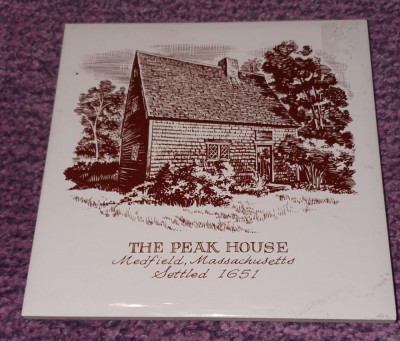 THE PEAK HOUSE
Medfield, Massachusetts
Settled 1651